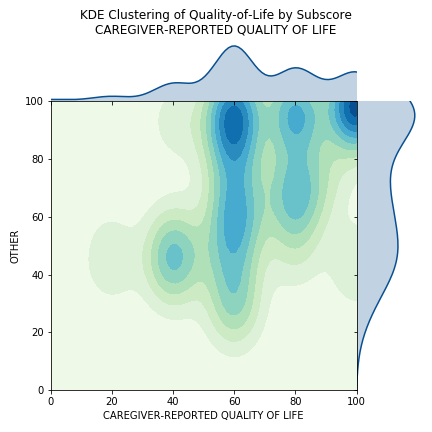 KDE Clustering of Quality-of-Life by Subscore
CAREGIVER-REPORTED QUALITY OF LIFE
100
80
60
40
20
0
OTHER
0 20 40 60 80 100
CAREGIVER-REPORTED QUALITY OF LIFE